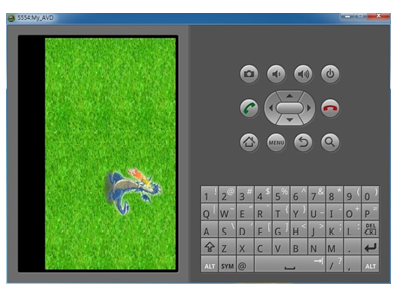 5554:My_AVD
MENU
1 ! 2 @ 3 # 4 $ 5 % 6 ^ 7 & 8 * 9 ( 0 )
Q W E R T Y U I O P
A S D F G H J K L DEL
Z X C V B N M .
ALT SYM @ / ? , ALT